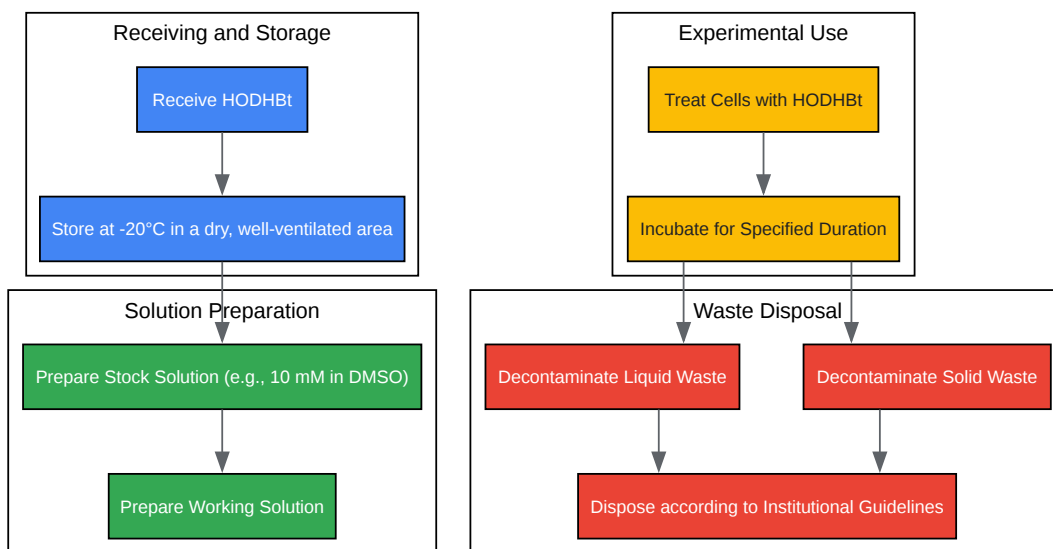 Receiving and Storage
Receive HODHBt
Store at -20°C in a dry, well-ventilated area
Solution Preparation
Prepare Stock Solution (e.g., 10 mM in DMSO)
Prepare Working Solution
Experimental Use
Treat Cells with HODHBt
Incubate for Specified Duration
Waste Disposal
Decontaminate Liquid Waste
Decontaminate Solid Waste
Dispose according to Institutional Guidelines